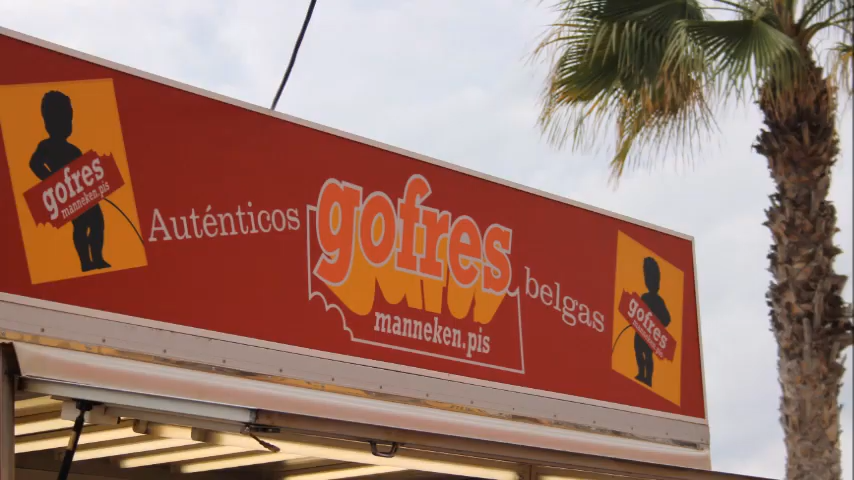 gofres
manneken.pis
Auténticos
gofres
manneken.pis
belgas
gofres
manneken.pis